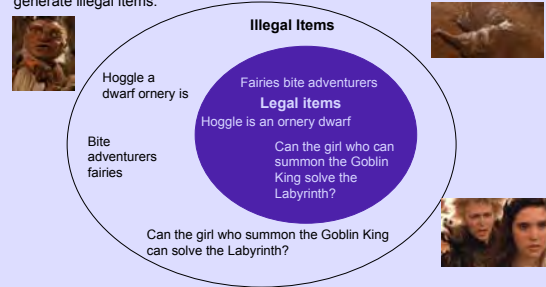 generate illegal items.
Illegal Items
Hoggle a
dwarf ornery is
Fairies bite adventurers
Legal items
Hoggle is an ornery dwarf
Bite
adventurers
fairies
Can the girl who can
summon the Goblin
King solve the
Labyrinth?
Can the girl who summon the Goblin King
can solve the Labyrinth?